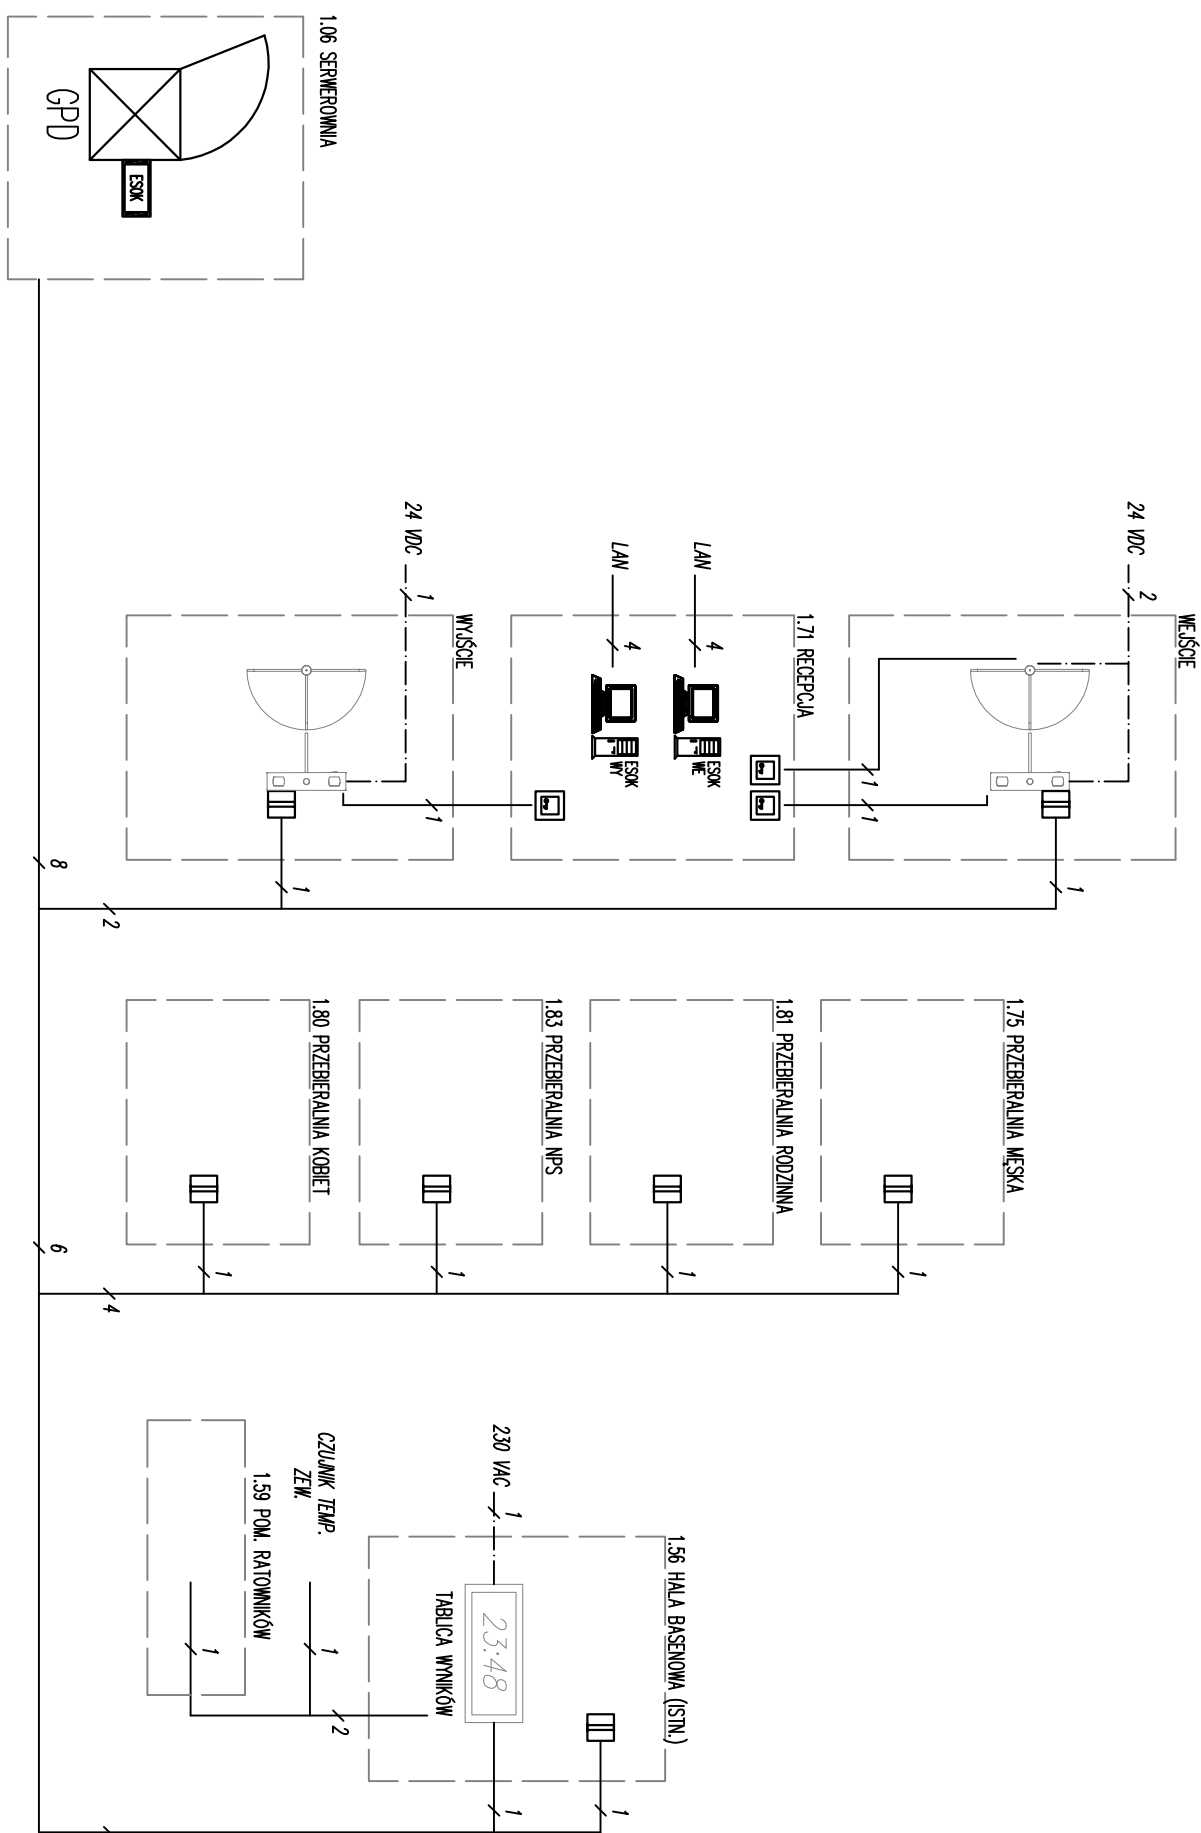 1.06 SERWEROWNIA
GPD
ESOK
WEJŚCIE
24 VDC
2
1
1
1
1.71 RECEPCJA
LAN
4
ESOK
WE
LAN
4
ESOK
WY
WYJŚCIE
24 VDC
1
1
1
8
2
1.75 PRZEBIERALNIA MĘSKA
1
1.81 PRZEBIERALNIA RODZINNA
1
1.83 PRZEBIERALNIA NPS
1
1.80 PRZEBIERALNIA KOBIET
1
6
4
1.56 HALA BASENOWA (ISTN.)
230 VAC
1
23:48
TABLICA WYNIKÓW
1
1
CZUJNIK TEMP.
ZEW.
1
2
1.59 POM. RATOWNIKÓW
1